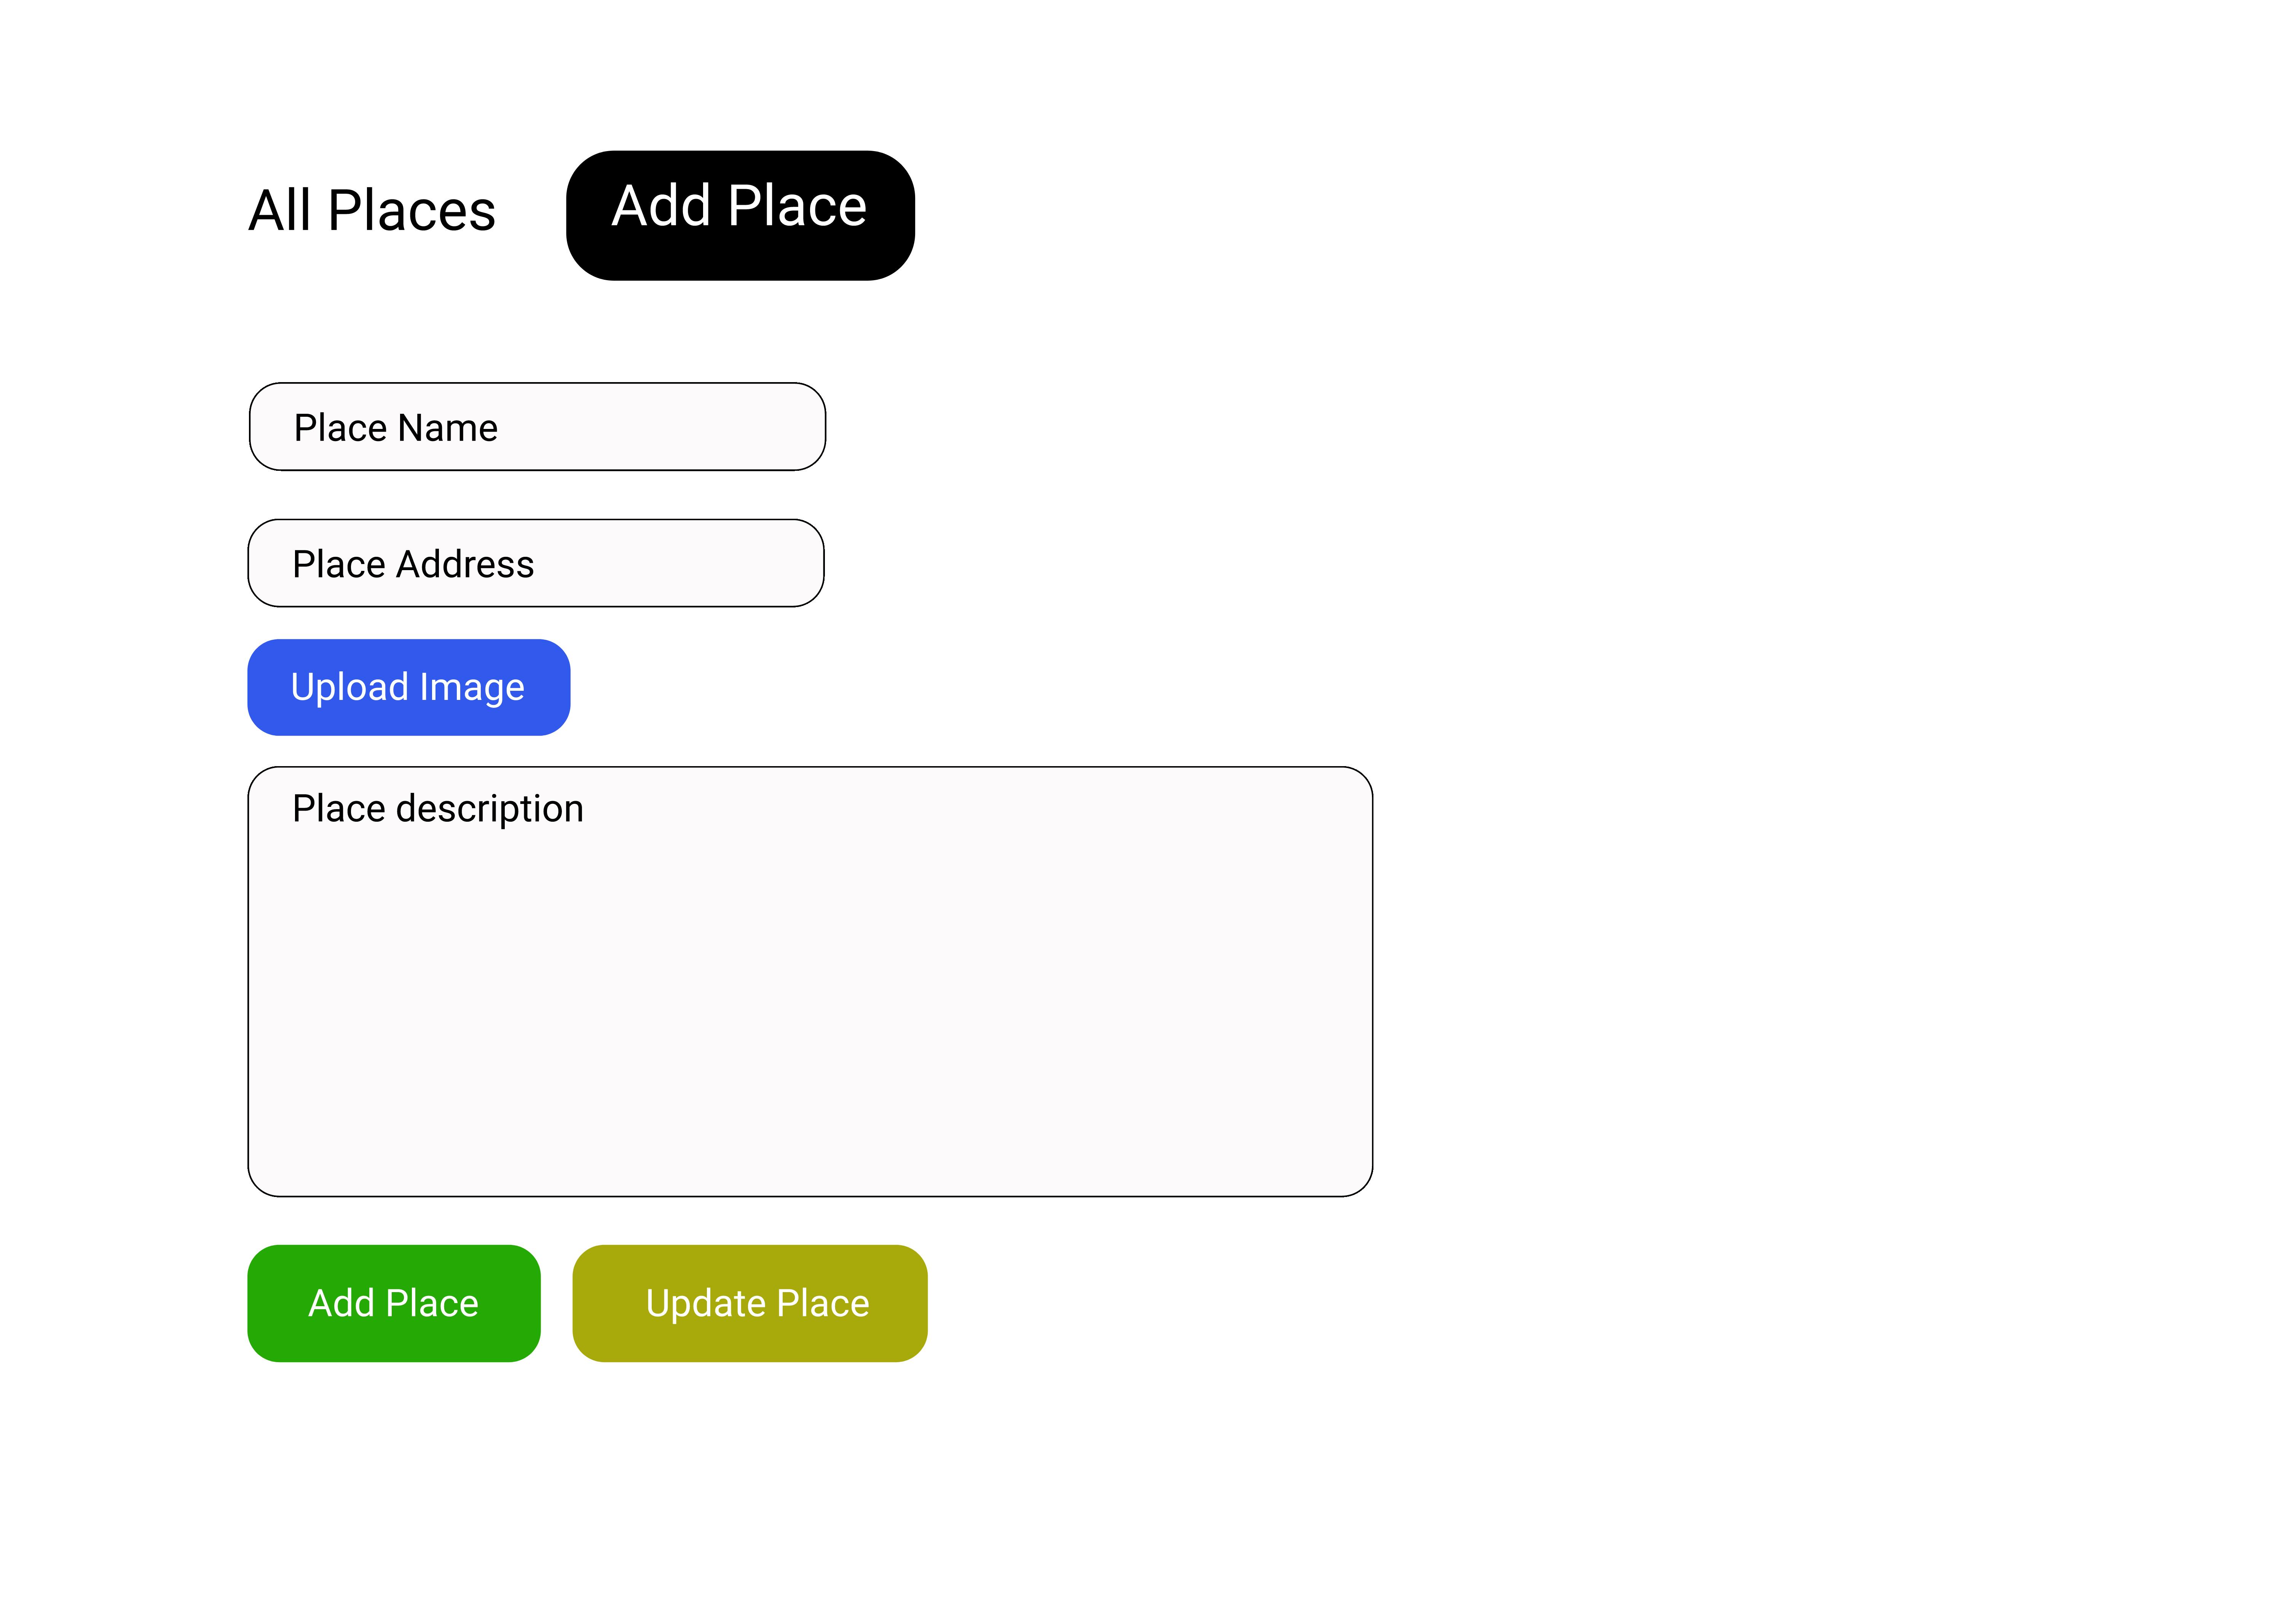 All Places
Add Place
Place Name
Place Address
Upload Image
Place description
Add Place
Update Place